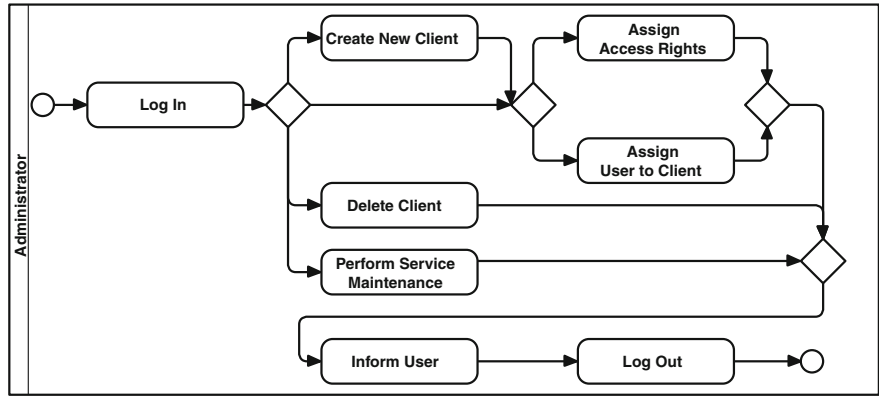 Administrator
Create New Client
Assign
Access Rights
Log In
Assign
User to Client
Delete Client
Perform Service
Maintenance
Inform User
Log Out